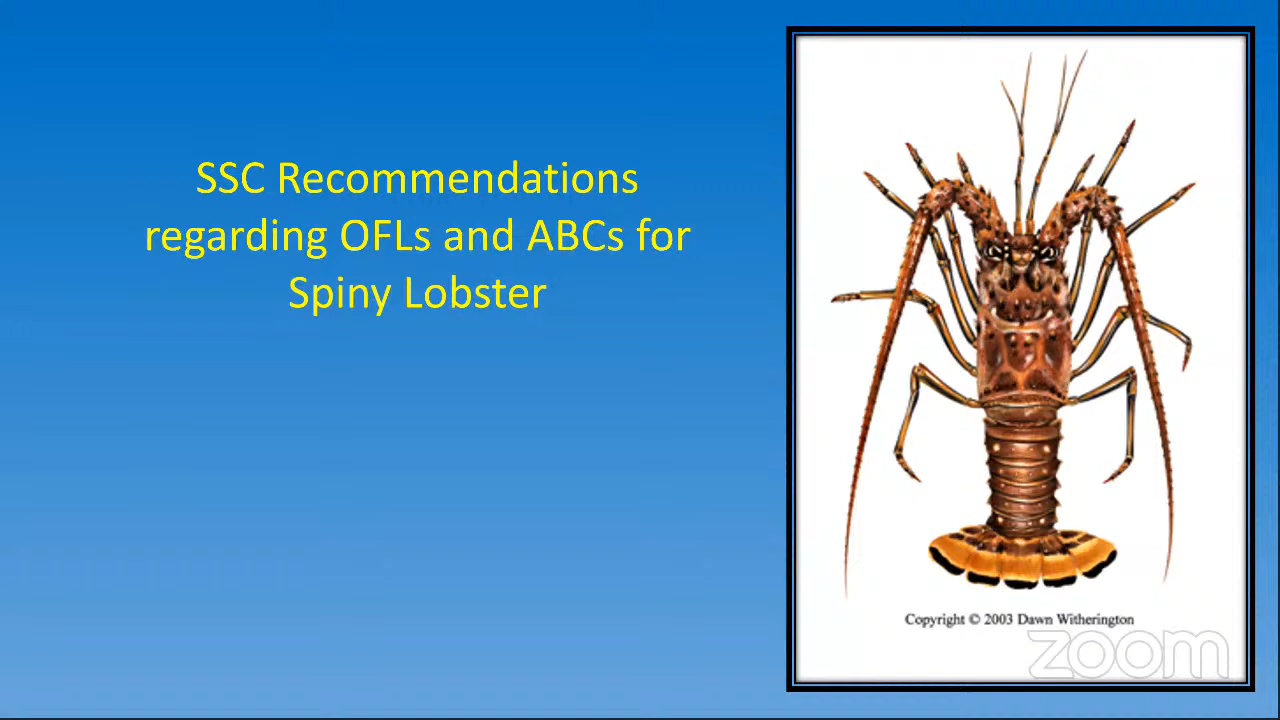 SSC Recommendations
regarding OFLs and ABCs for
Spiny Lobster
Copyright © 2003 Dawn Witherington
zoom